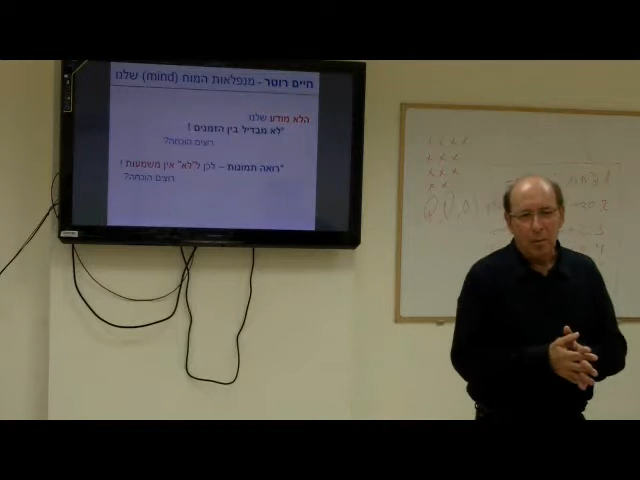 חיים רוטר - מנפלאות המוח (mind) שלנו
הלא מודע שלנו:
*לא מבדיל בין הזמנים !
רוצים הוכחה?
*רואה תמונות – לכן ל"לא" אין משמעות !
רוצים הוכחה?
x x x
x x x
x x x
x x